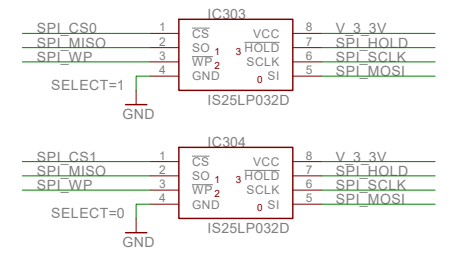 IC303
SPI_CS0 1 CS VCC 8 V_3_3V
SPI_MISO 2 SO 1 3 HOLD 7 SPI_HOLD
SPI_WP 3 WP 2 SCLK 6 SPI_SCLK
4 GND 0 SI 5 SPI_MOSI
SELECT=1
IS25LP032D
GND
IC304
SPI_CS1 1 CS VCC 8 V_3_3V
SPI_MISO 2 SO 1 3 HOLD 7 SPI_HOLD
SPI_WP 3 WP 2 SCLK 6 SPI_SCLK
4 GND 0 SI 5 SPI_MOSI
SELECT=0
IS25LP032D
GND